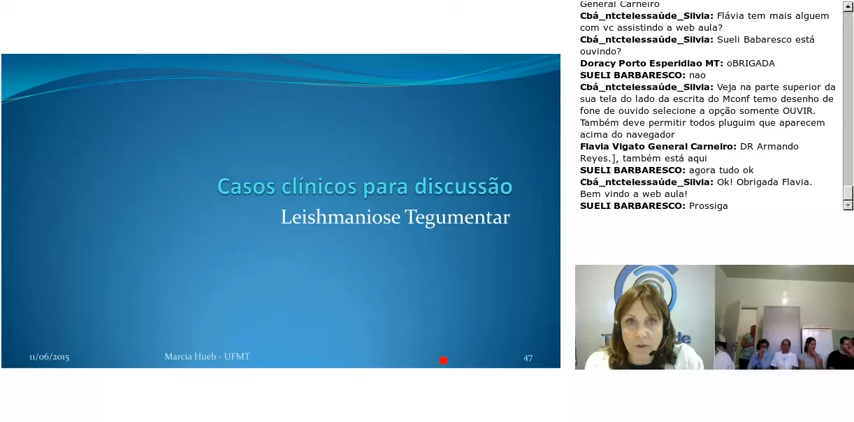 Casos clínicos para discussão
Leishmaniose Tegumentar
11/06/2015
Marcia Hueb - UFMT
47
General Carneiro
Cbá_ntctelessaúde_Silvia: Flávia tem mais alguem
com vc assistindo a web aula?
Cbá_ntctelessaúde_Silvia: Sueli Babaresco está
ouvindo?
Doracy Porto Esperidiao MT: oBRIGADA
SUELI BARBARESCO: nao
Cbá_ntctelessaúde_Silvia: Veja na parte superior da
sua tela do lado da escrita do Mconf temo desenho de
fone de ouvido selecione a opção somente OUVIR.
Também deve permitir todos pluguim que aparecem
acima do navegador
Flavia Vigato General Carneiro: DR Armando
Reyes.], também está aqui
SUELI BARBARESCO: agora tudo ok
Cbá_ntctelessaúde_Silvia: Ok! Obrigada Flavia.
Bem vindo a web aula!
SUELI BARBARESCO: Prossiga